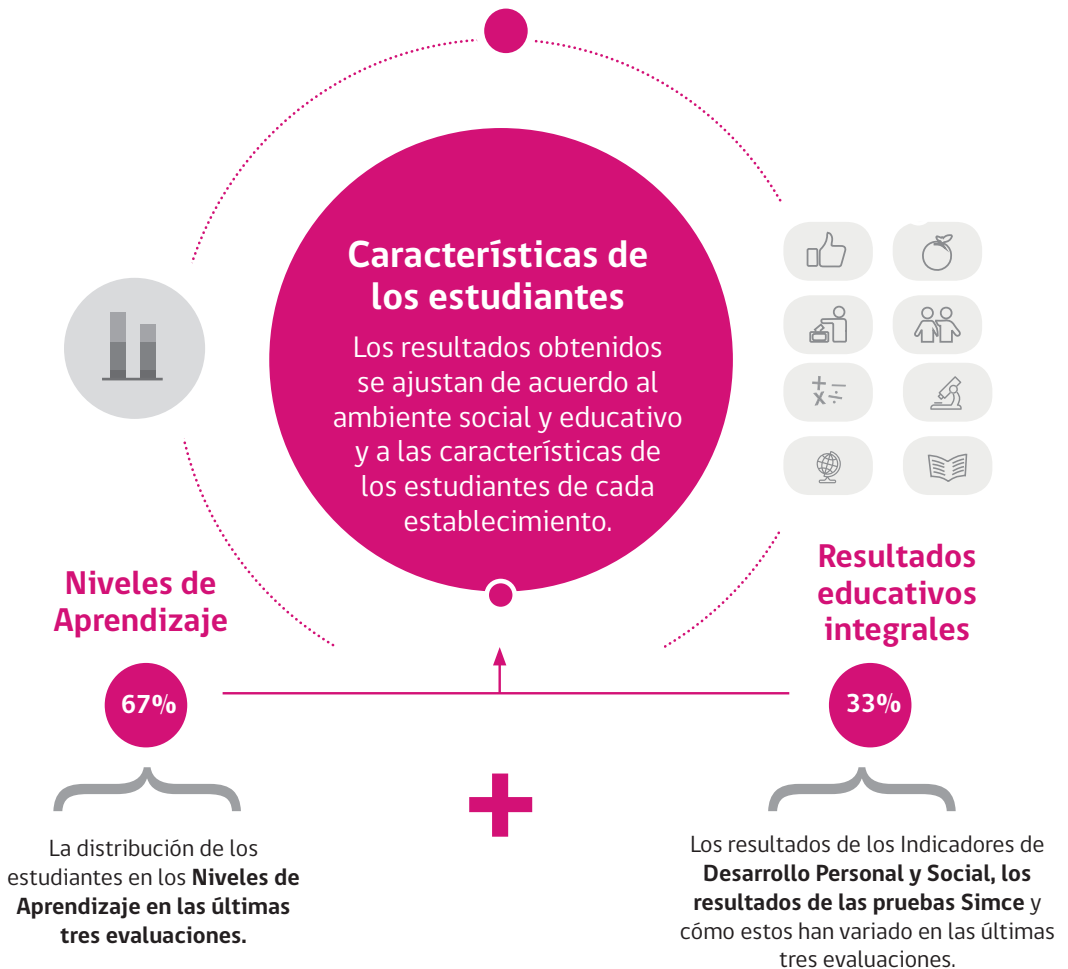 Características de
los estudiantes
Los resultados obtenidos
se ajustan de acuerdo al
ambiente social y educativo
y a las características de
los estudiantes de cada
establecimiento.
Niveles de
Aprendizaje
67%
La distribución de los
estudiantes en los Niveles de
Aprendizaje en las últimas
tres evaluaciones.
+
Resultados
educativos
integrales
33%
Los resultados de los Indicadores de
Desarrollo Personal y Social, los
resultados de las pruebas Simce y
cómo estos han variado en las últimas
tres evaluaciones.